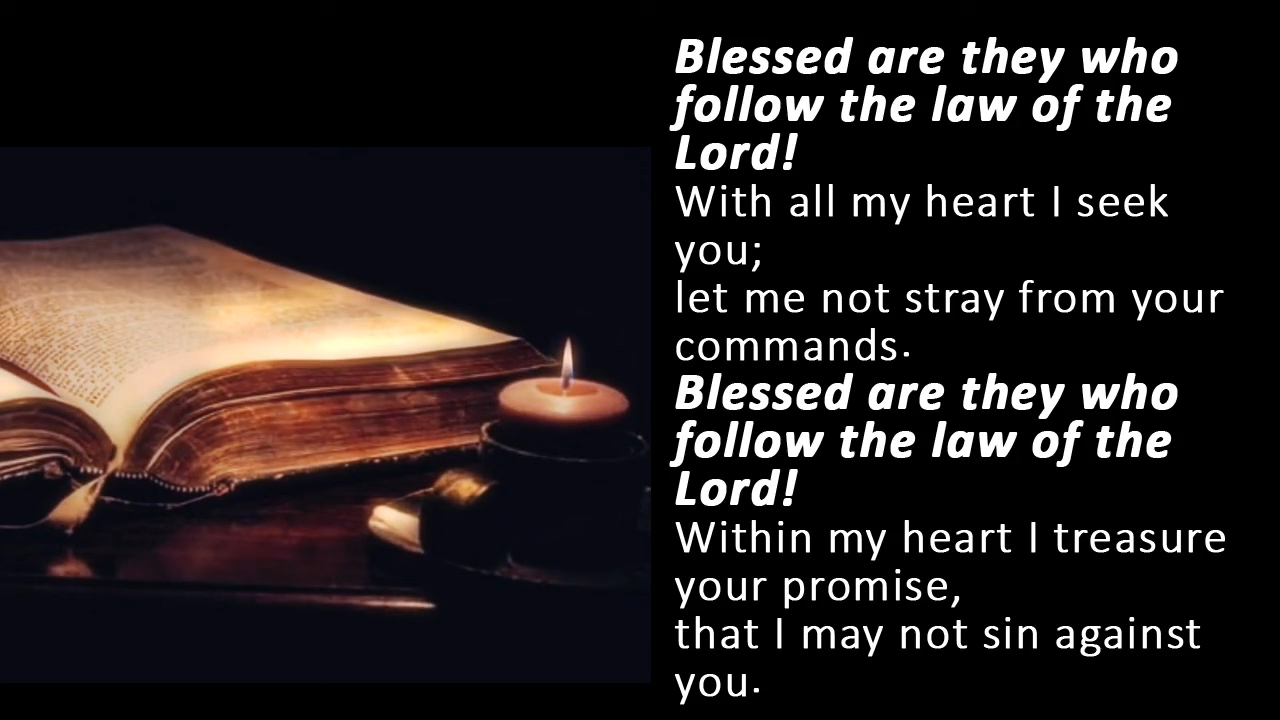 Blessed are they who
follow the law of the
Lord!
With all my heart I seek
you;
let me not stray from your
commands.
Blessed are they who
follow the law of the
Lord!
Within my heart I treasure
your promise,
that I may not sin against
you.